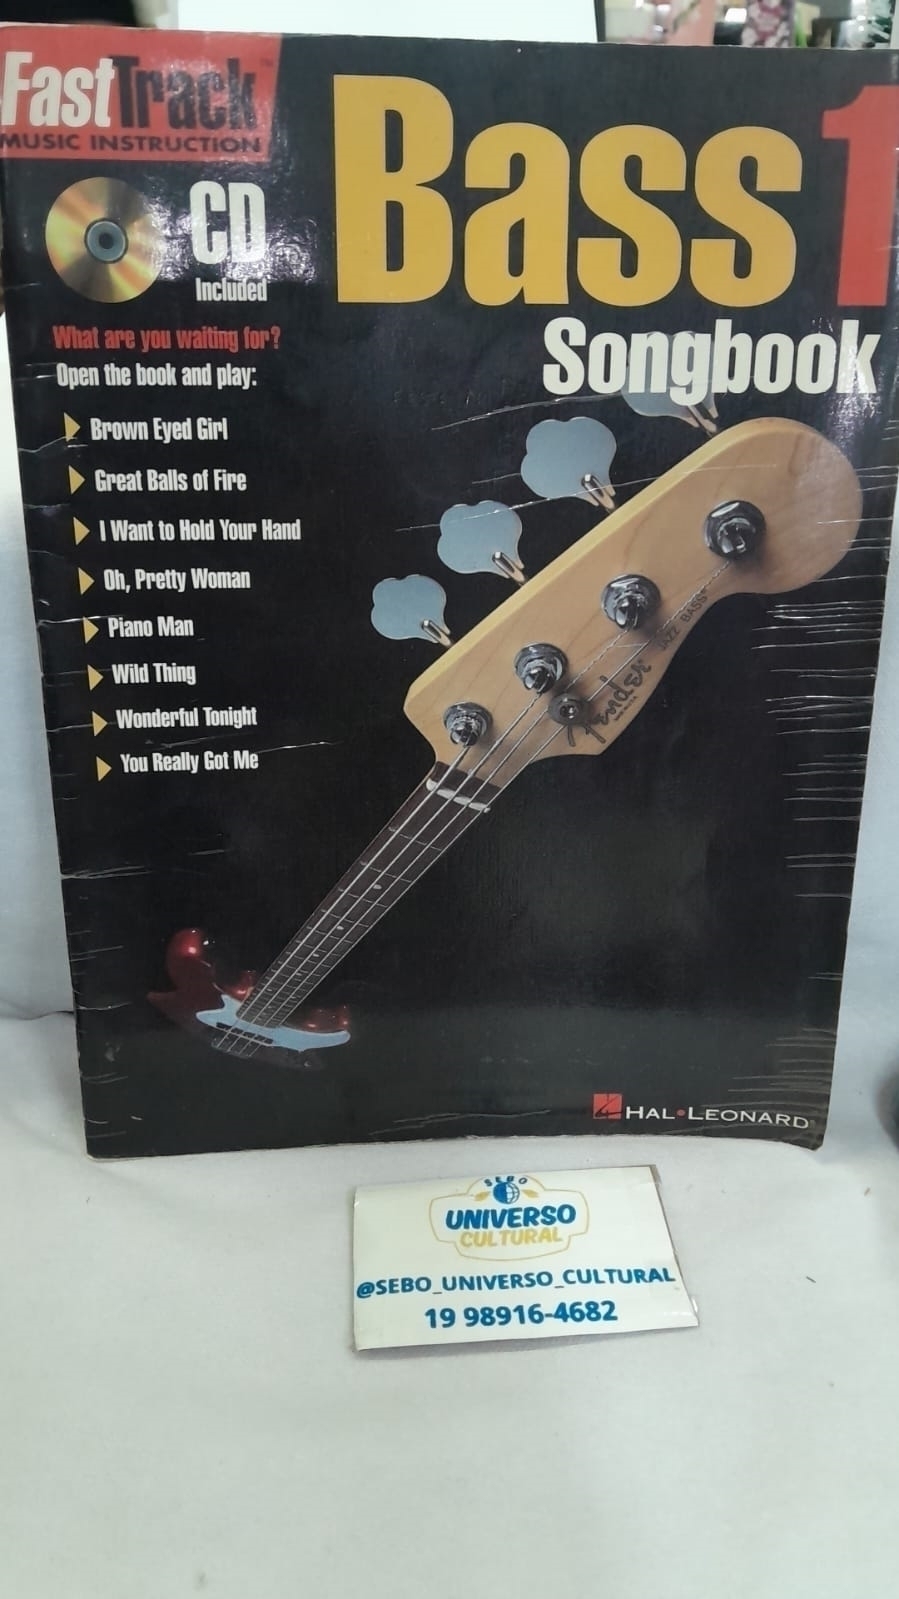 FastTrack™
MUSIC INSTRUCTION
Bass 1
Songbook
CD
Included
What are you waiting for?
Open the book and play:
Brown Eyed Girl
Great Balls of Fire
I Want to Hold Your Hand
Oh, Pretty Woman
Piano Man
Wild Thing
Wonderful Tonight
You Really Got Me
Fender
JAZZ BASS
HAL•LEONARD®
SEBO
UNIVERSO
CULTURAL
@SEBO_UNIVERSO_CULTURAL
19 98916-4682